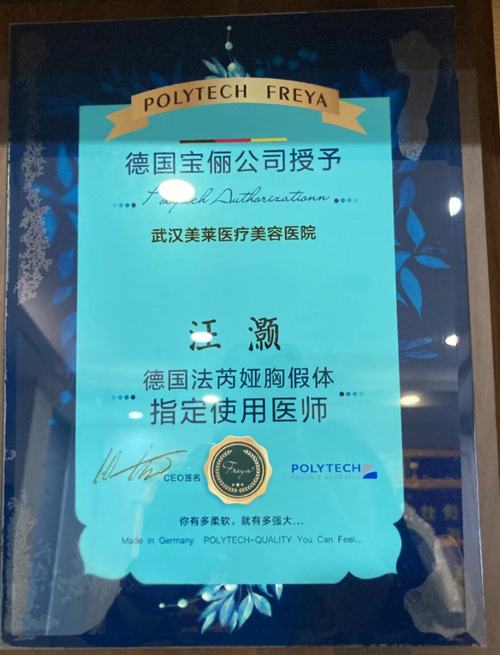 POLYTECH FREYA
德国宝俪公司授予
Polytech Authorizationn
武汉美莱医疗美容医院
汪灏
德国法芮娅胸假体
指定使用医师
CEO签名
Freya
POLYTECH
health & aesthetics
你有多柔软，就有多强大...
Made in Germany POLYTECH-QUALITY You Can Feel...